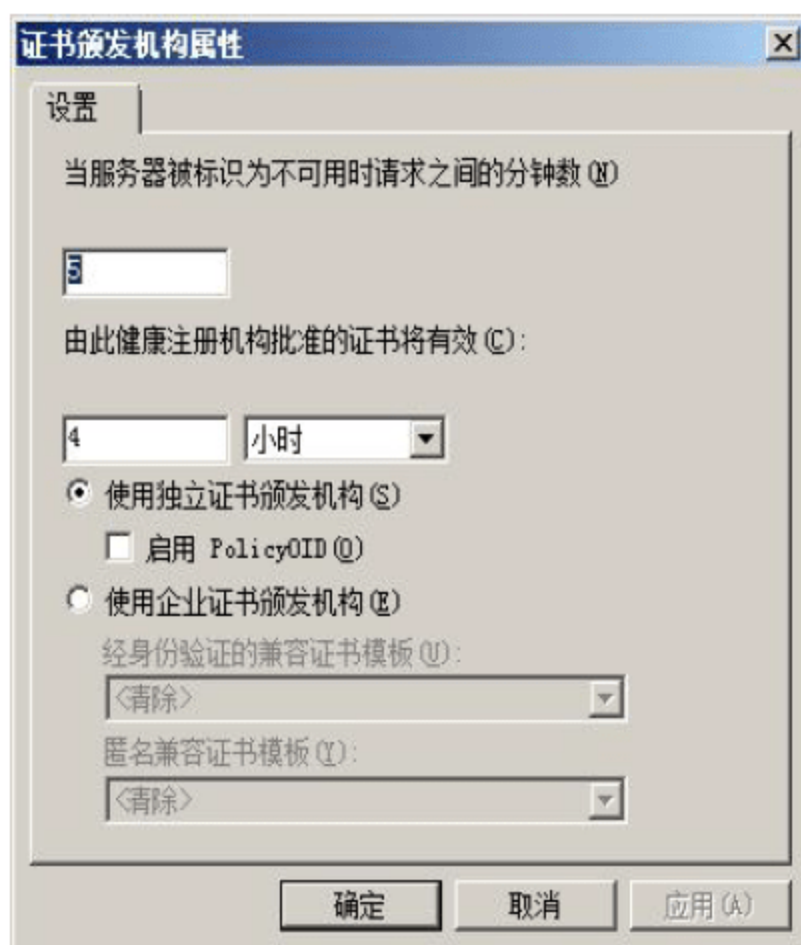 证书颁发机构属性
设置
当服务器被标识为不可用时请求之间的分钟数(N)
5
由此健康注册机构批准的证书将有效(C):
4 小时
使用独立证书颁发机构(S)
启用 PolicyOID(O)
使用企业证书颁发机构(E)
经身份验证的兼容证书模板(U):
<清除>
匿名兼容证书模板(Y):
<清除>
确定 取消 应用(A)